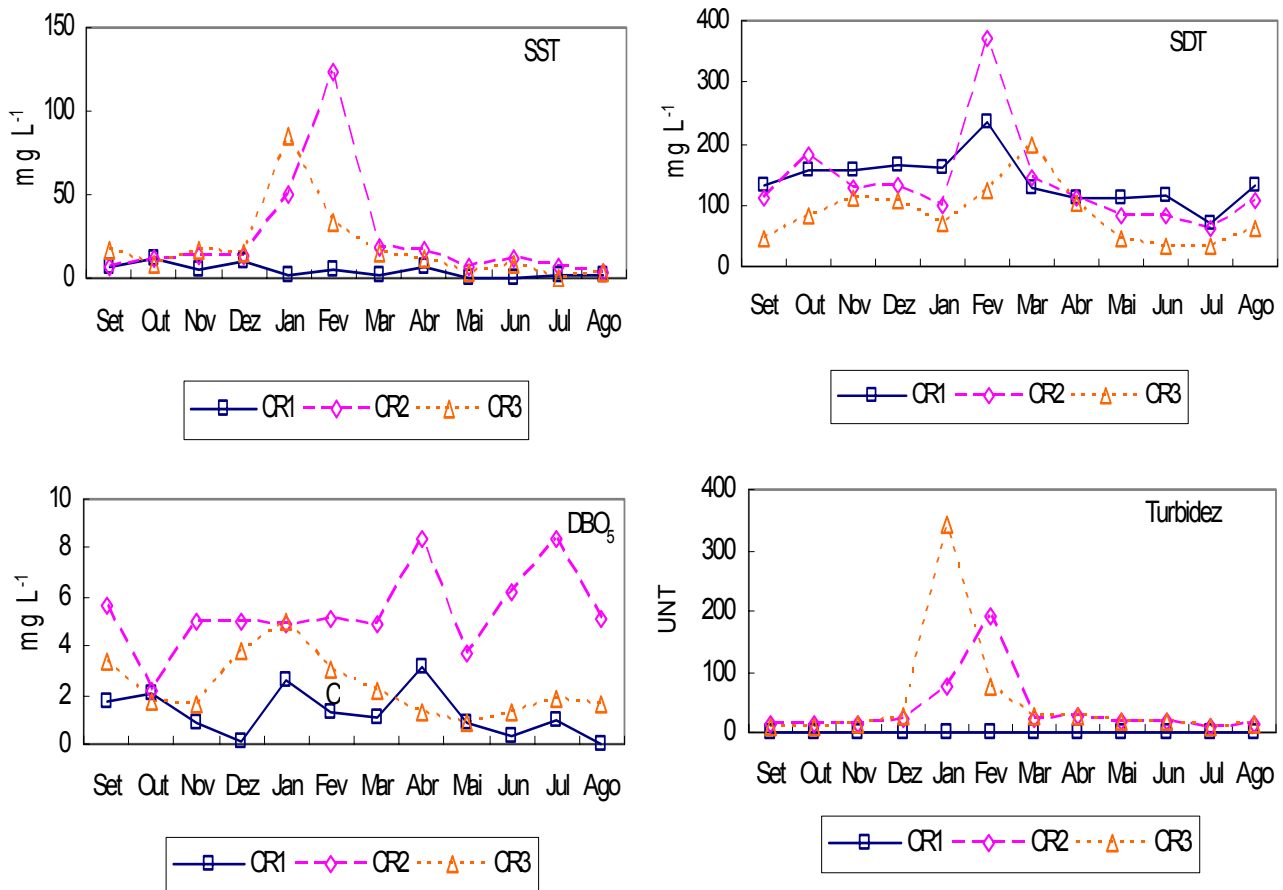 SST
150
100
50
0
mg L-1
Set Out Nov Dez Jan Fev Mar Abr Mai Jun Jul Ago
CR1 CR2 CR3
SDT
400
300
200
100
0
mg L-1
Set Out Nov Dez Jan Fev Mar Abr Mai Jun Jul Ago
CR1 CR2 CR3
DBO5
10
8
6
4
2
0
mg L-1
C
Set Out Nov Dez Jan Fev Mar Abr Mai Jun Jul Ago
CR1 CR2 CR3
Turbidez
400
300
200
100
0
UNT
Set Out Nov Dez Jan Fev Mar Abr Mai Jun Jul Ago
CR1 CR2 CR3